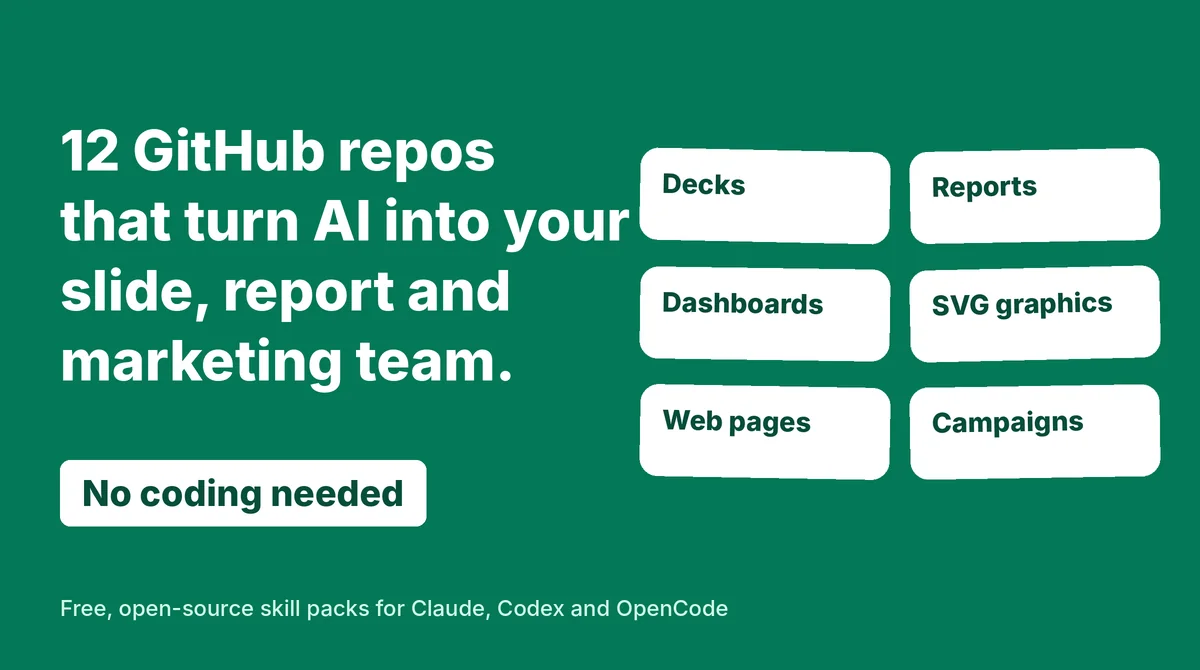 12 GitHub repos
that turn AI into your
slide, report and
marketing team.
No coding needed
Decks
Reports
Dashboards
SVG graphics
Web pages
Campaigns
Free, open-source skill packs for Claude, Codex and OpenCode